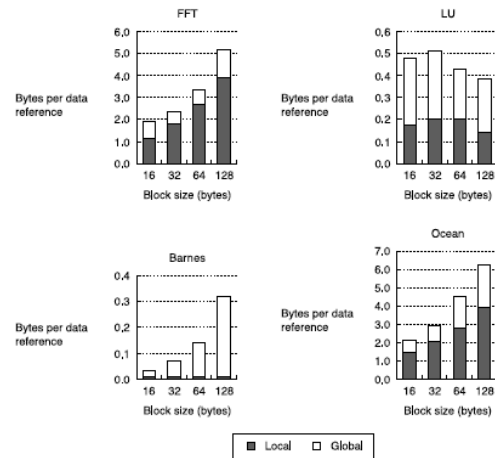 FFT
6.0
5.0
4.0
3.0
2.0
1.0
0.0
Bytes per data
reference
16 32 64 128
Block size (bytes)
LU
0.6
0.5
0.4
0.3
0.2
0.1
0.0
Bytes per data
reference
16 32 64 128
Block size (bytes)
Barnes
0.4
0.3
0.2
0.1
0.0
Bytes per data
reference
16 32 64 128
Block size (bytes)
Ocean
7.0
6.0
5.0
4.0
3.0
2.0
1.0
0.0
Bytes per data
reference
16 32 64 128
Block size (bytes)
Local Global